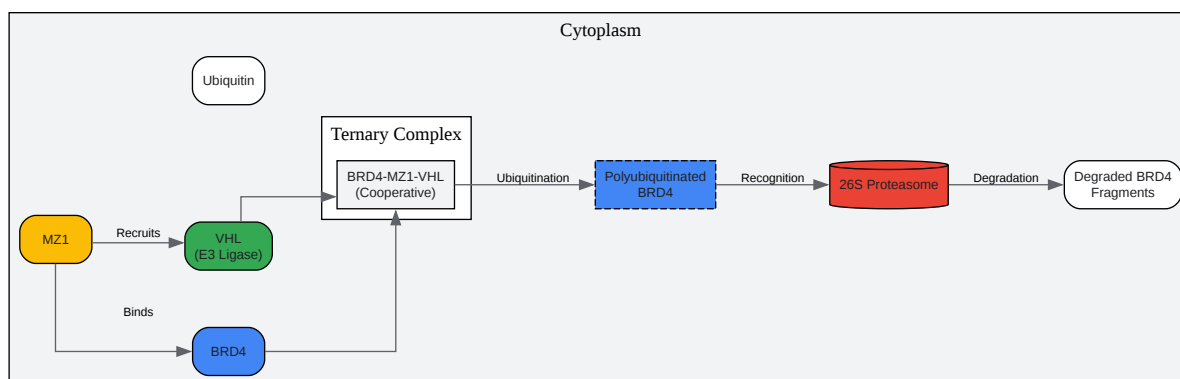 Cytoplasm
Ubiquitin
Ternary Complex
BRD4-MZ1-VHL
(Cooperative)
Ubiquitination
Polyubiquitinated
BRD4
Recognition
26S Proteasome
Degradation
Degraded BRD4
Fragments
MZ1
Recruits
VHL
(E3 Ligase)
Binds
BRD4